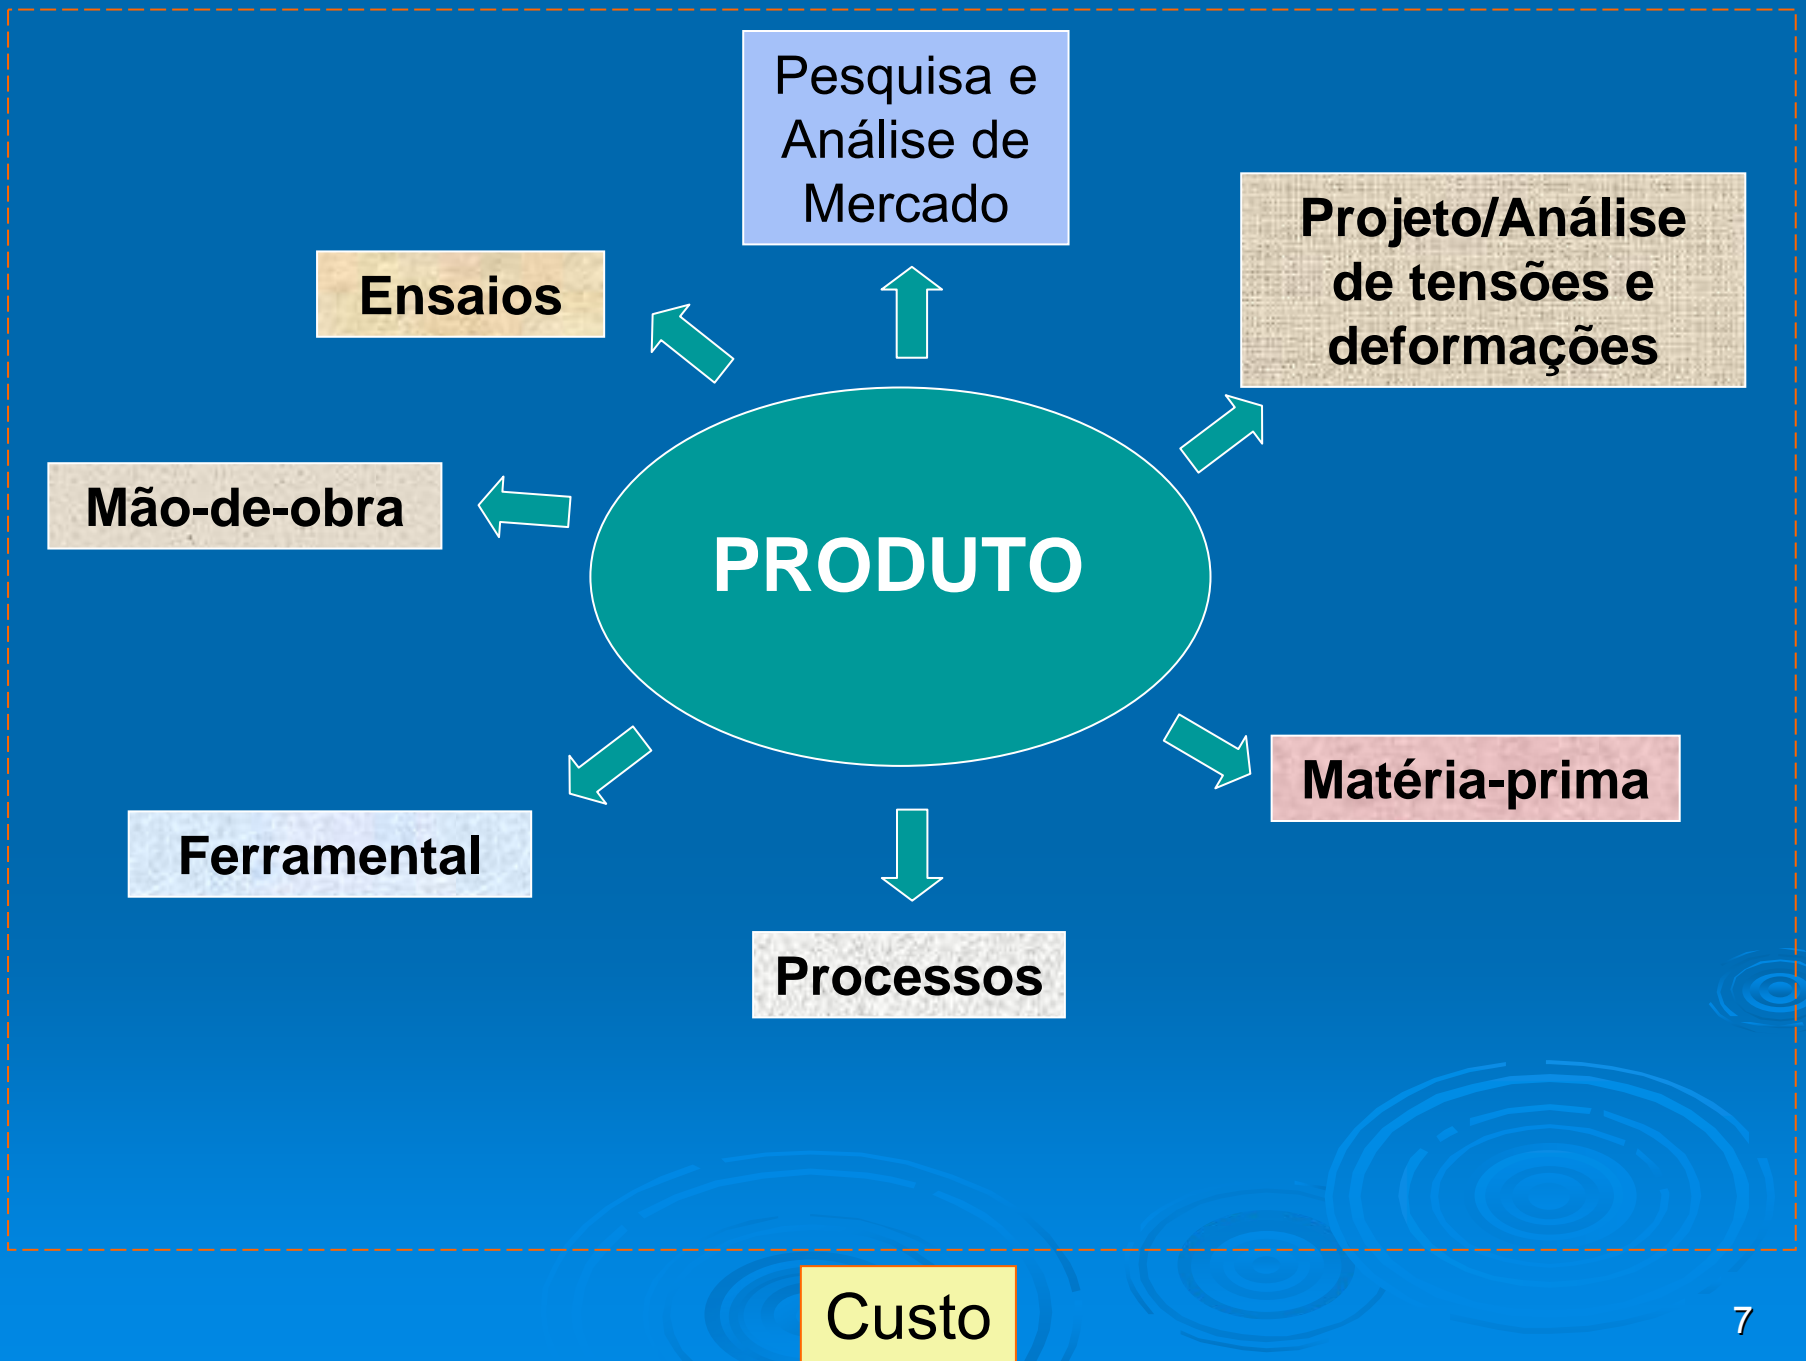 Pesquisa e
Análise de
Mercado
Projeto/Análise
de tensões e
deformações
Ensaios
Mão-de-obra
PRODUTO
Matéria-prima
Ferramental
Processos
Custo
7